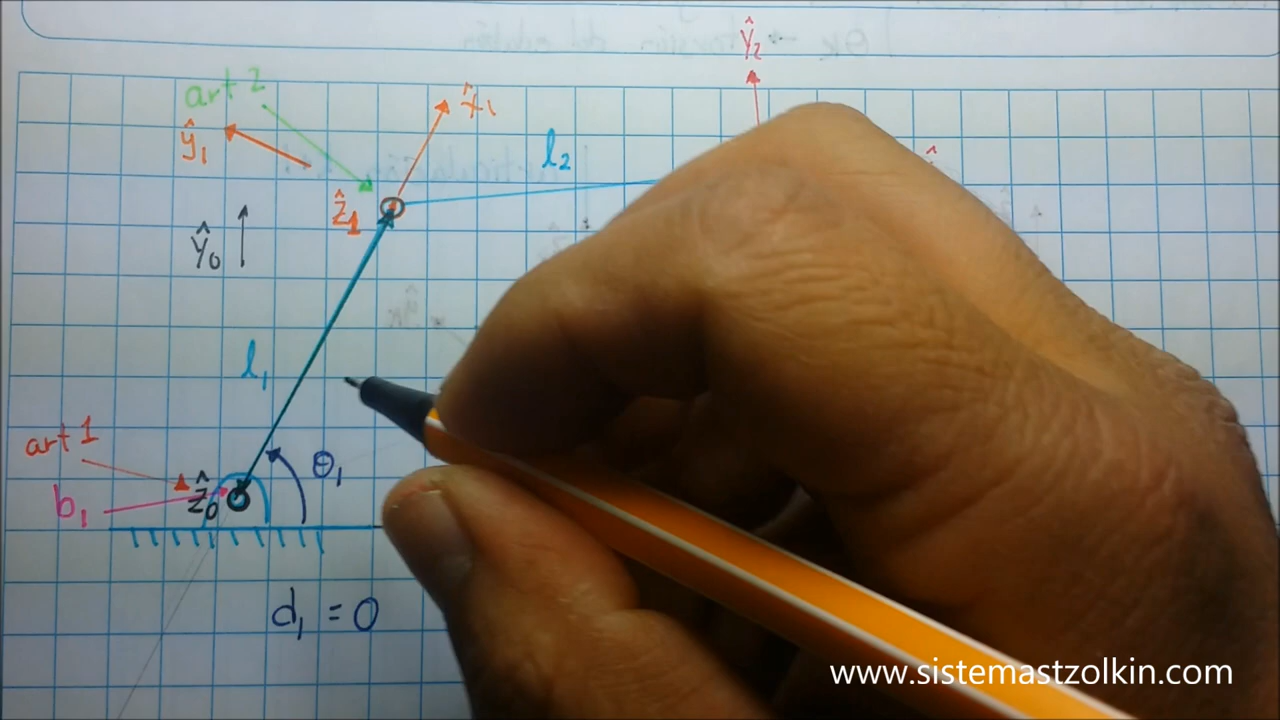 ŷ₂
art 2
x̂₁
ŷ₁
l₂
ẑ₁
ŷ₀
l₁
art 1
θ₁
b₁
ẑ₀
d₁ = 0
www.sistemastzolkin.com